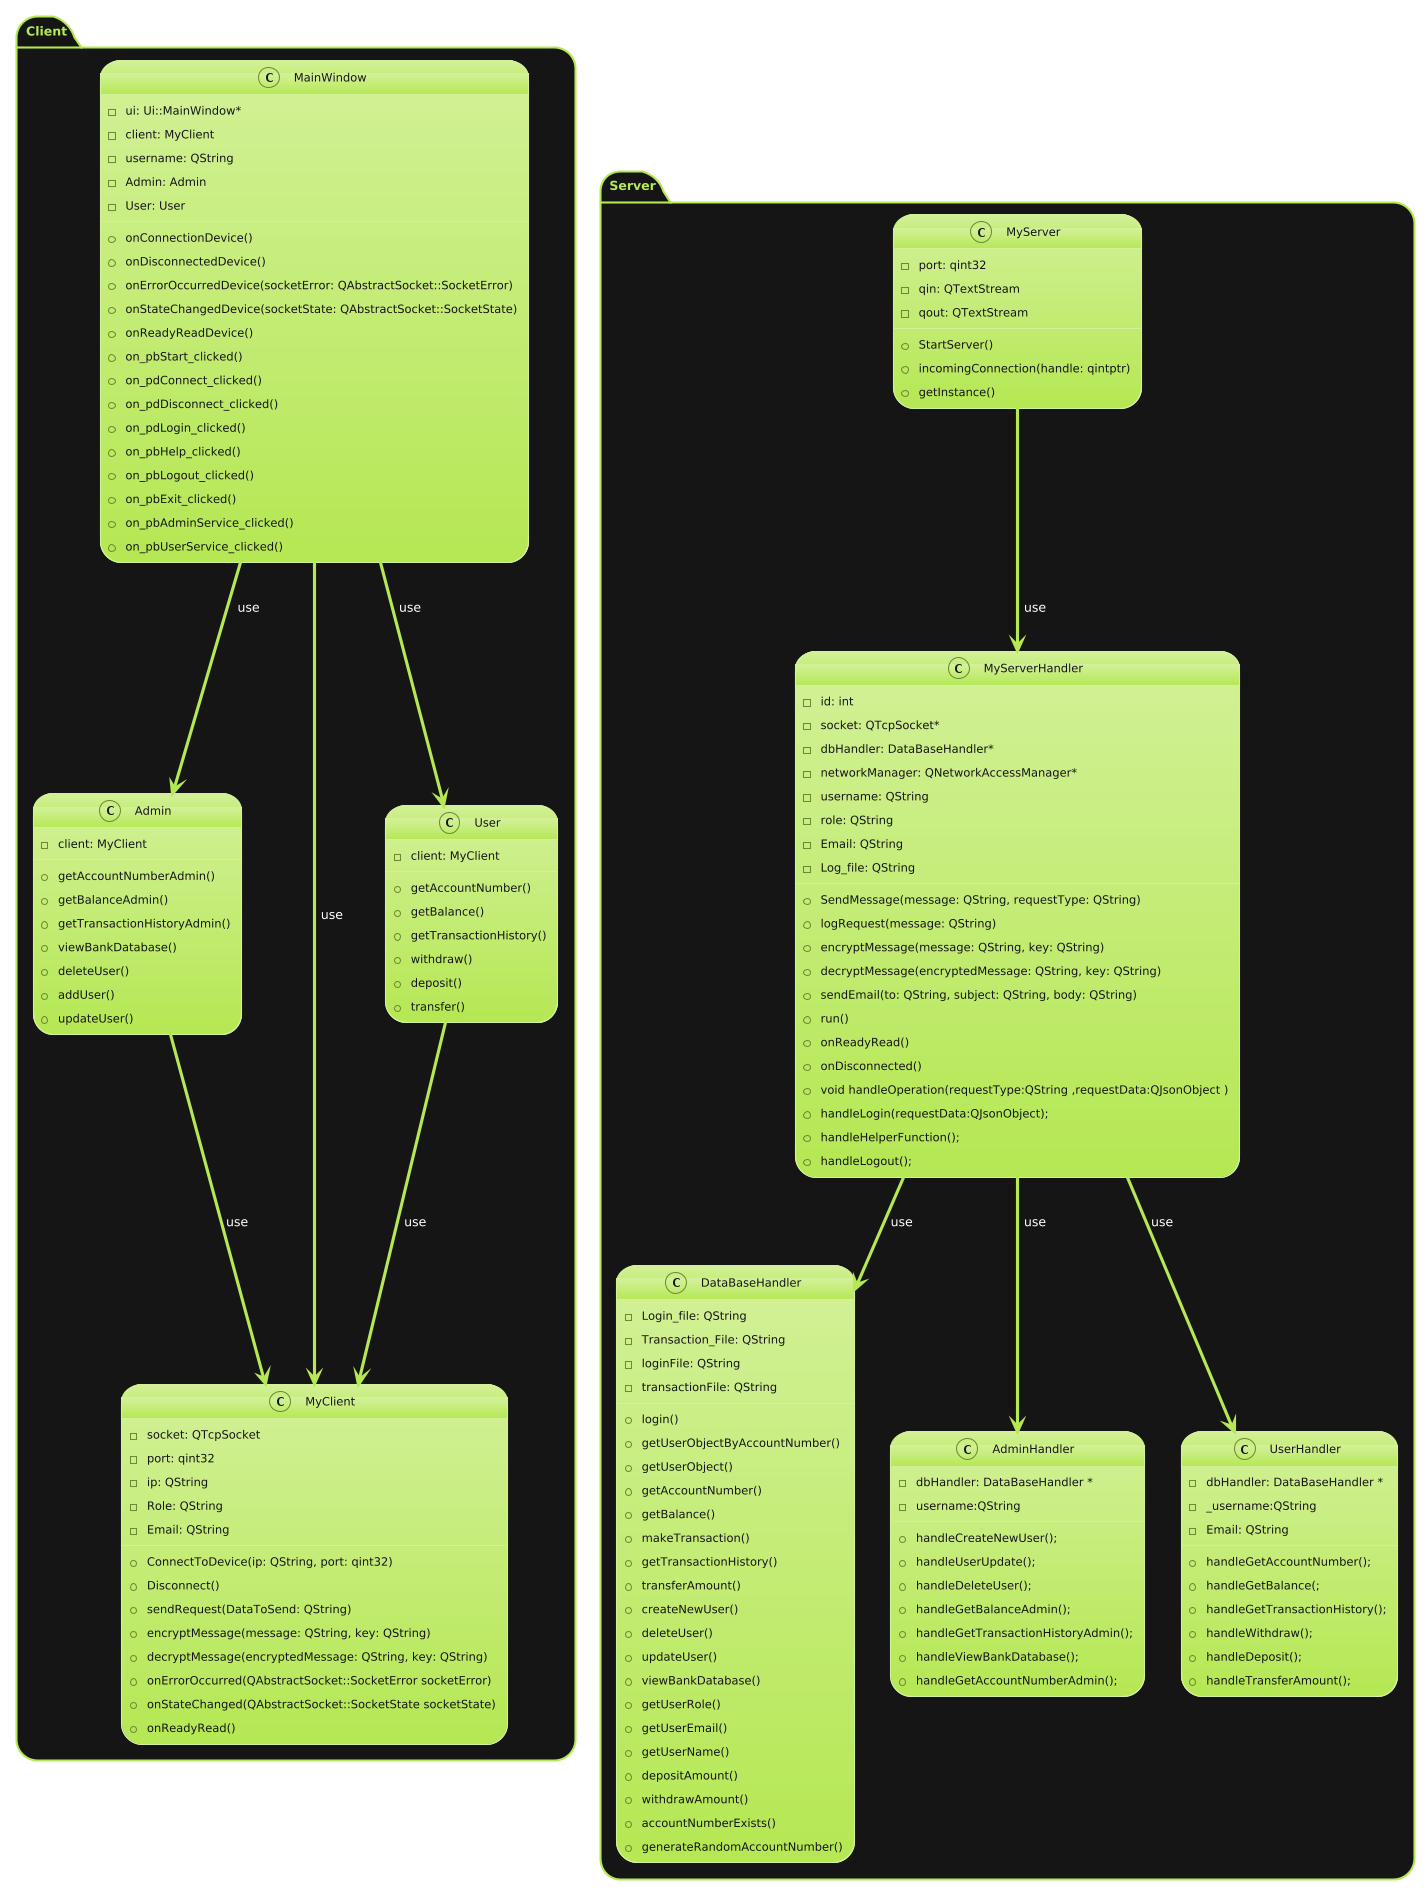 Client
C MainWindow
ui: Ui::MainWindow*
client: MyClient
username: QString
Admin: Admin
User: User
onConnectionDevice()
onDisconnectedDevice()
onErrorOccurredDevice(socketError: QAbstractSocket::SocketError)
onStateChangedDevice(socketState: QAbstractSocket::SocketState)
onReadyReadDevice()
on_pbStart_clicked()
on_pdConnect_clicked()
on_pdDisconnect_clicked()
on_pdLogin_clicked()
on_pbHelp_clicked()
on_pbLogout_clicked()
on_pbExit_clicked()
on_pbAdminService_clicked()
on_pbUserService_clicked()
use
use
C Admin
client: MyClient
getAccountNumberAdmin()
getBalanceAdmin()
getTransactionHistoryAdmin()
viewBankDatabase()
deleteUser()
addUser()
updateUser()
use
C User
client: MyClient
getAccountNumber()
getBalance()
getTransactionHistory()
withdraw()
deposit()
transfer()
use
use
C MyClient
socket: QTcpSocket
port: qint32
ip: QString
Role: QString
Email: QString
ConnectToDevice(ip: QString, port: qint32)
Disconnect()
sendRequest(DataToSend: QString)
encryptMessage(message: QString, key: QString)
decryptMessage(encryptedMessage: QString, key: QString)
onErrorOccurred(QAbstractSocket::SocketError socketError)
onStateChanged(QAbstractSocket::SocketState socketState)
onReadyRead()
Server
C MyServer
port: qint32
qin: QTextStream
qout: QTextStream
StartServer()
incomingConnection(handle: qintptr)
getInstance()
use
C MyServerHandler
id: int
socket: QTcpSocket*
dbHandler: DataBaseHandler*
networkManager: QNetworkAccessManager*
username: QString
role: QString
Email: QString
Log_file: QString
SendMessage(message: QString, requestType: QString)
logRequest(message: QString)
encryptMessage(message: QString, key: QString)
decryptMessage(encryptedMessage: QString, key: QString)
sendEmail(to: QString, subject: QString, body: QString)
run()
onReadyRead()
onDisconnected()
void handleOperation(requestType:QString ,requestData:QJsonObject )
handleLogin(requestData:QJsonObject);
handleHelperFunction();
handleLogout();
use
use
use
C DataBaseHandler
Login_file: QString
Transaction_File: QString
loginFile: QString
transactionFile: QString
login()
getUserObjectByAccountNumber()
getUserObject()
getAccountNumber()
getBalance()
makeTransaction()
getTransactionHistory()
transferAmount()
createNewUser()
deleteUser()
updateUser()
viewBankDatabase()
getUserRole()
getUserEmail()
getUserName()
depositAmount()
withdrawAmount()
accountNumberExists()
generateRandomAccountNumber()
C AdminHandler
dbHandler: DataBaseHandler *
username:QString
handleCreateNewUser();
handleUserUpdate();
handleDeleteUser();
handleGetBalanceAdmin();
handleGetTransactionHistoryAdmin();
handleViewBankDatabase();
handleGetAccountNumberAdmin();
C UserHandler
dbHandler: DataBaseHandler *
_username:QString
Email: QString
handleGetAccountNumber();
handleGetBalance(;
handleGetTransactionHistory();
handleWithdraw();
handleDeposit();
handleTransferAmount();